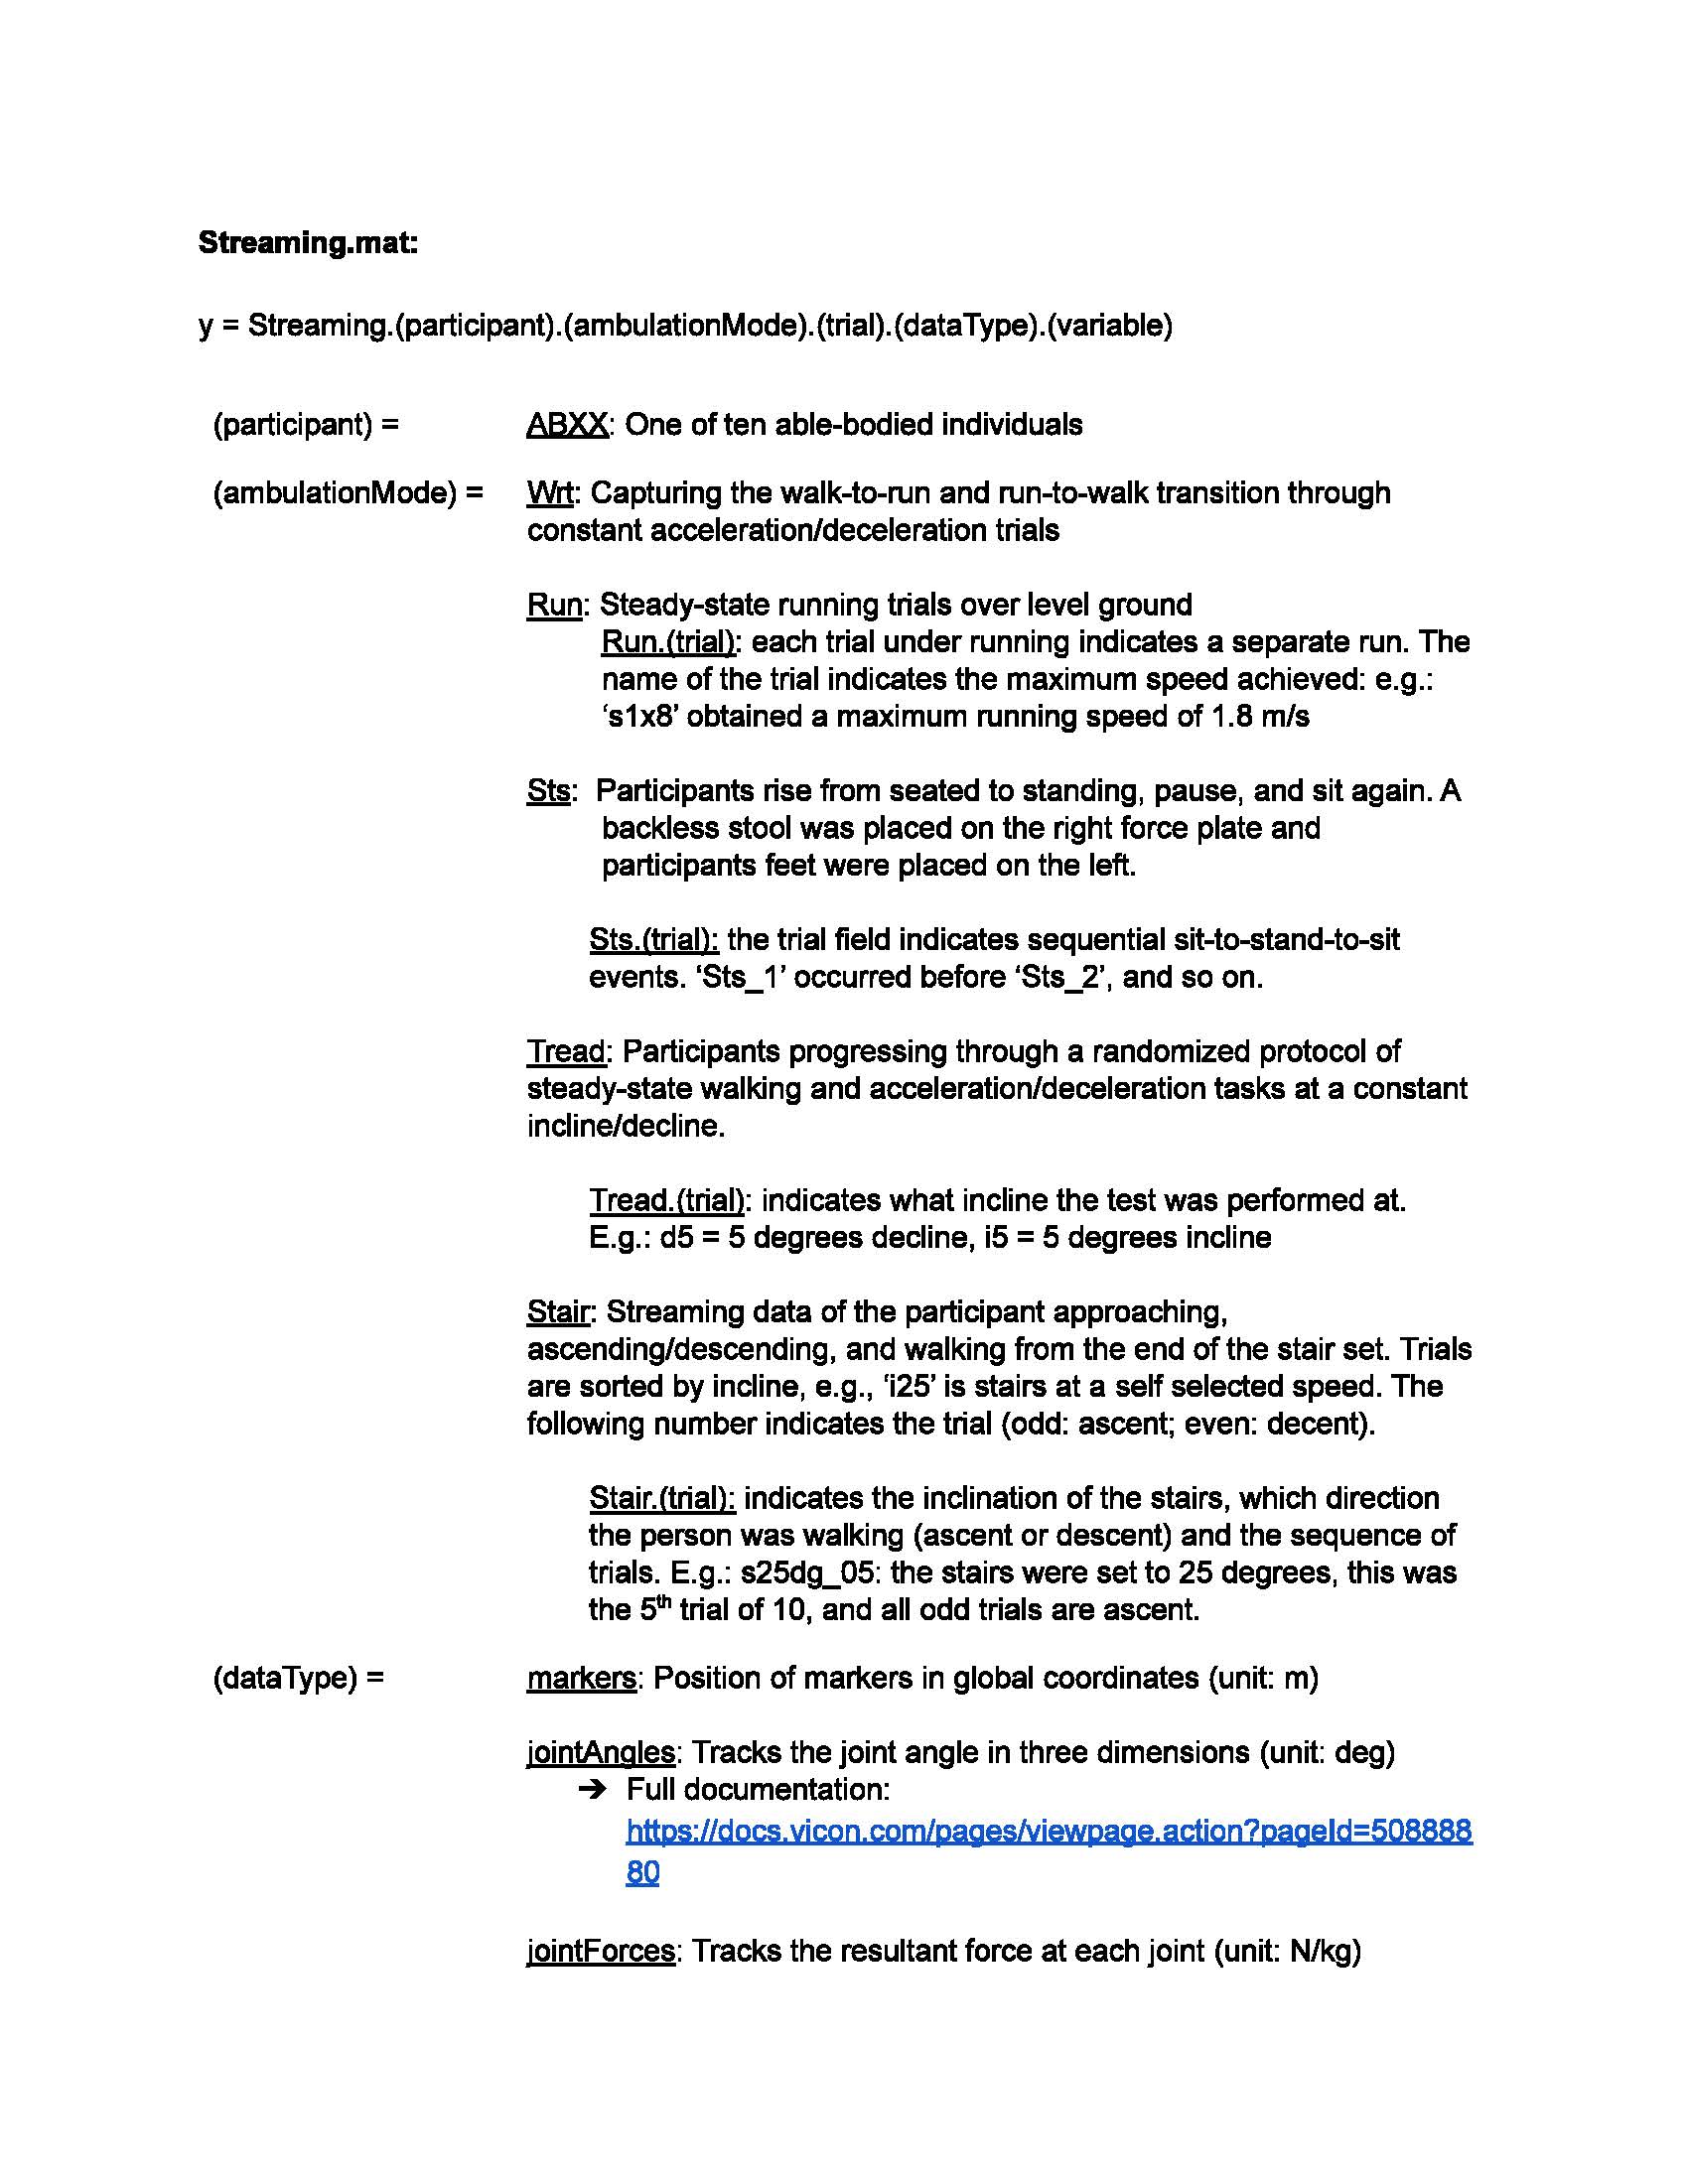 Streaming.mat:
y = Streaming.(participant).(ambulationMode).(trial).(dataType).(variable)
(participant) = ABXX: One of ten able-bodied individuals
(ambulationMode) = Wrt: Capturing the walk-to-run and run-to-walk transition through
constant acceleration/deceleration trials
Run: Steady-state running trials over level ground
Run.(trial): each trial under running indicates a separate run. The
name of the trial indicates the maximum speed achieved: e.g.:
‘s1x8’ obtained a maximum running speed of 1.8 m/s
Sts: Participants rise from seated to standing, pause, and sit again. A
backless stool was placed on the right force plate and
participants feet were placed on the left.
Sts.(trial): the trial field indicates sequential sit-to-stand-to-sit
events. ‘Sts_1’ occurred before ‘Sts_2’, and so on.
Tread: Participants progressing through a randomized protocol of
steady-state walking and acceleration/deceleration tasks at a constant
incline/decline.
Tread.(trial): indicates what incline the test was performed at.
E.g.: d5 = 5 degrees decline, i5 = 5 degrees incline
Stair: Streaming data of the participant approaching,
ascending/descending, and walking from the end of the stair set. Trials
are sorted by incline, e.g., ‘i25’ is stairs at a self selected speed. The
following number indicates the trial (odd: ascent; even: decent).
Stair.(trial): indicates the inclination of the stairs, which direction
the person was walking (ascent or descent) and the sequence of
trials. E.g.: s25dg_05: the stairs were set to 25 degrees, this was
the 5th trial of 10, and all odd trials are ascent.
(dataType) = markers: Position of markers in global coordinates (unit: m)
jointAngles: Tracks the joint angle in three dimensions (unit: deg)
➔ Full documentation:
https://docs.vicon.com/pages/viewpage.action?pageId=508888
80
jointForces: Tracks the resultant force at each joint (unit: N/kg)